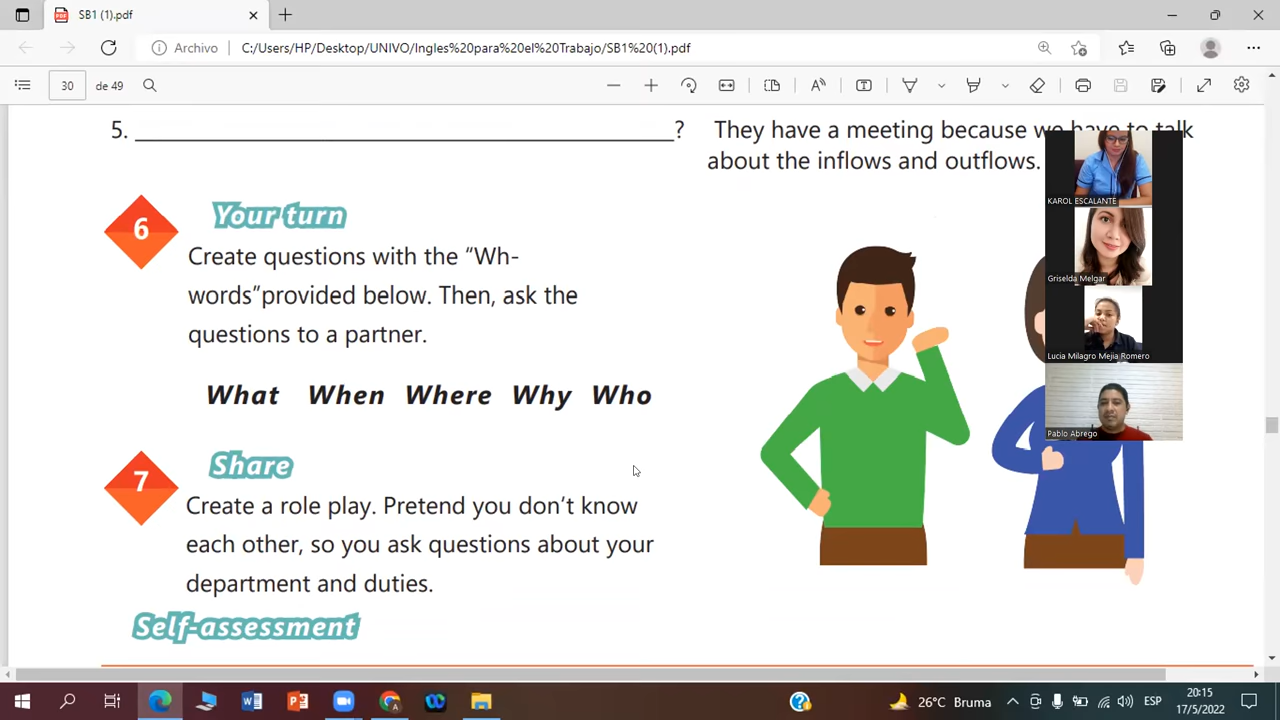 SB1 (1).pdf
Archivo
C:/Users/HP/Desktop/UNIVO/Ingles%20para%20el%20Trabajo/SB1%20(1).pdf
30
de 49
5. ?
They have a meeting because we have to talk
about the inflows and outflows.
6
Your turn
Create questions with the “Wh-
words”provided below. Then, ask the
questions to a partner.
What When Where Why Who
7
Share
Create a role play. Pretend you don’t know
each other, so you ask questions about your
department and duties.
Self-assessment
KAROL ESCALANTE
Griselda Melgar
Lucia Milagro Mejia Romero
Pablo Abrego
26°C Bruma
ESP
20:15
17/5/2022